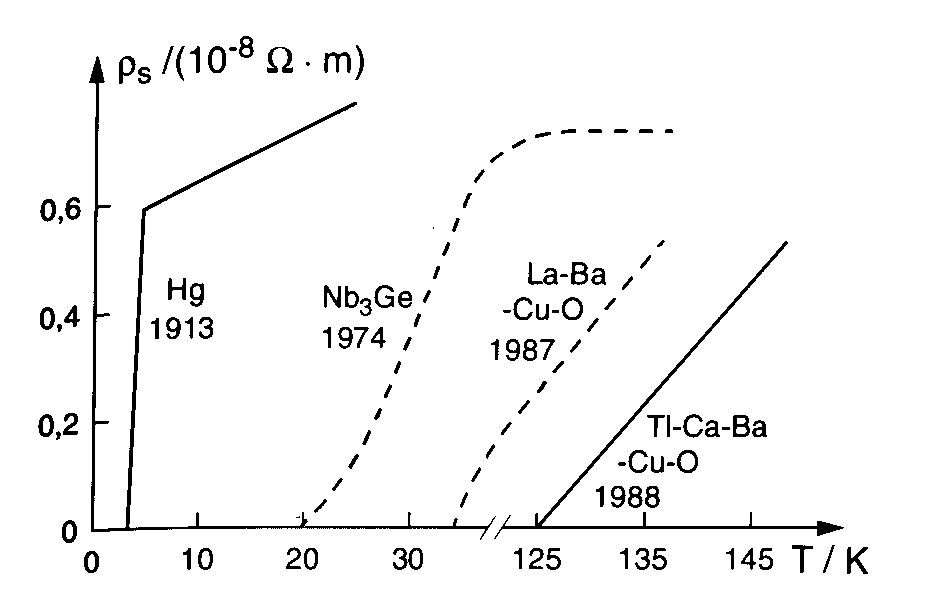 ρs /(10-8 Ω · m)
0,6
0,4
0,2
0
Hg
1913
Nb3Ge
1974
La-Ba
-Cu-O
1987
Tl-Ca-Ba
-Cu-O
1988
0 10 20 30 125 135 145 T / K